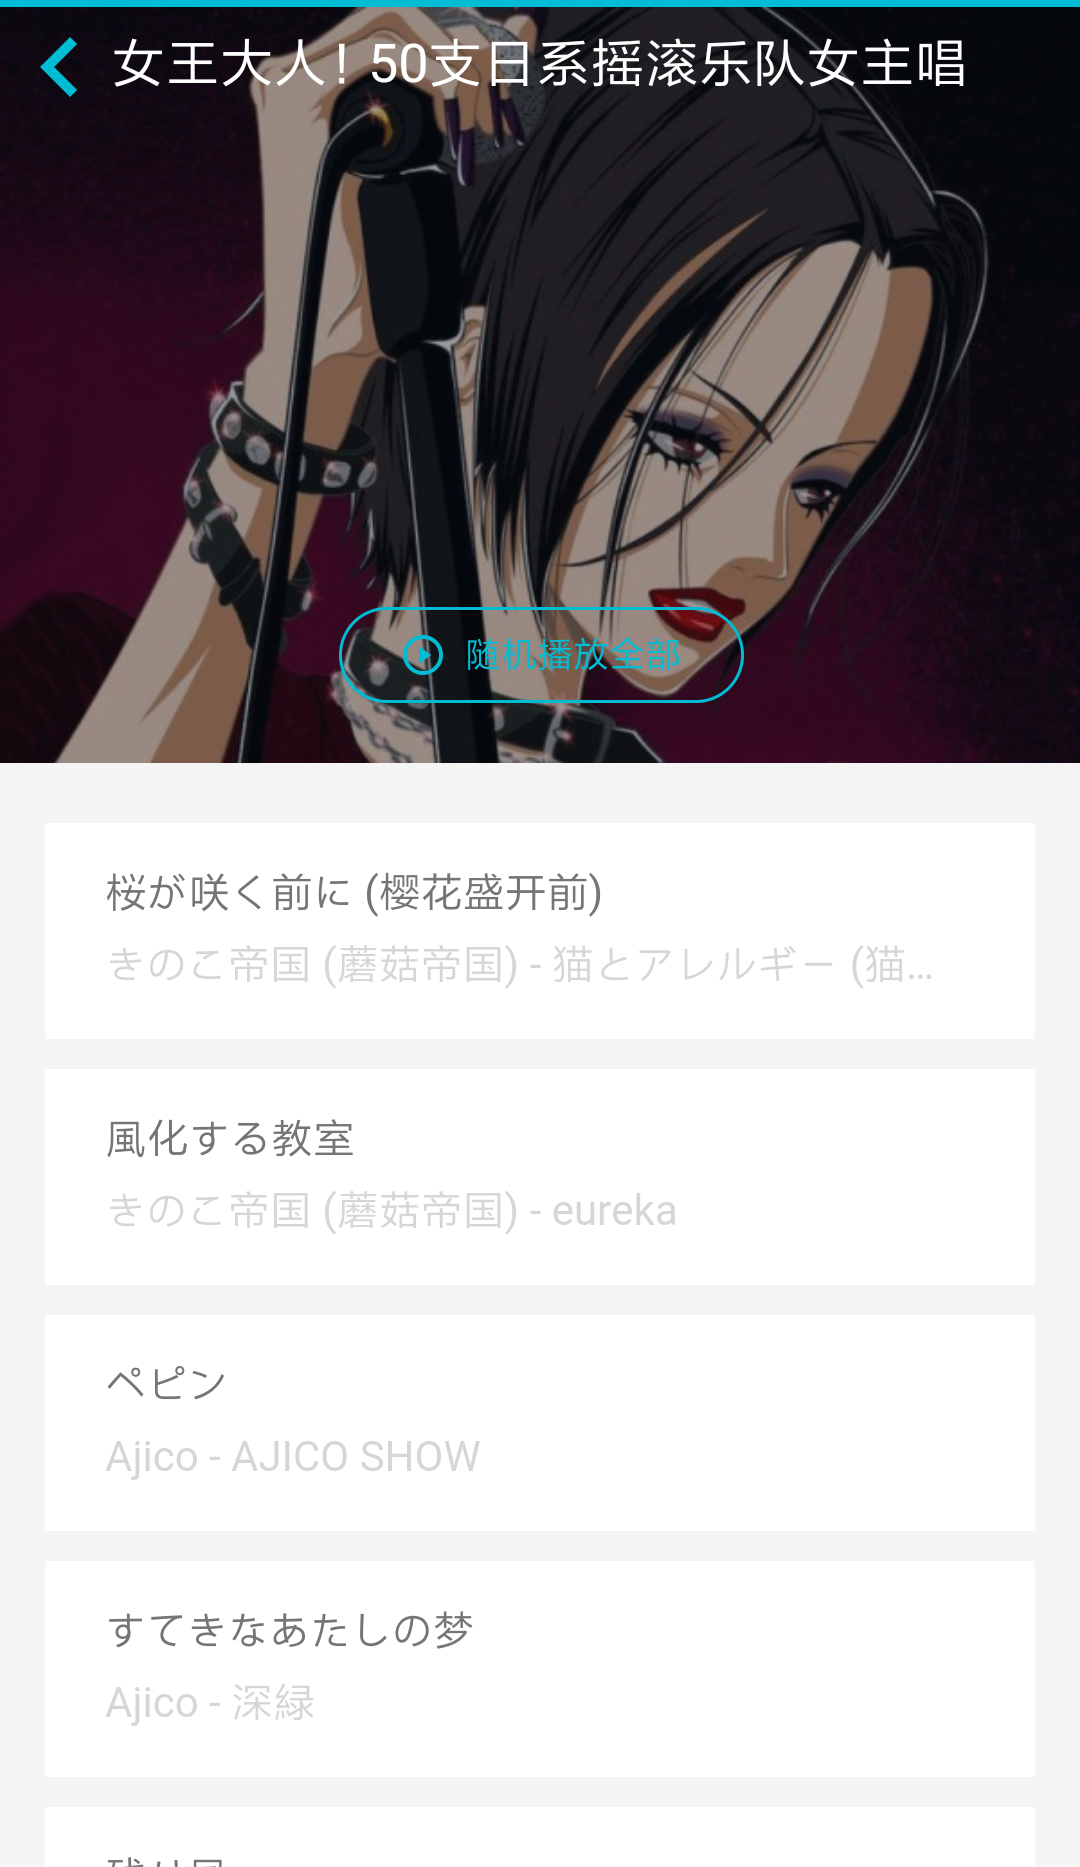 女王大人！50支日系摇滚乐队女主唱
随机播放全部
桜が咲く前に (樱花盛开前)
きのこ帝国 (蘑菇帝国) - 猫とアレルギー (猫...
風化する教室
きのこ帝国 (蘑菇帝国) - eureka
ペピン
Ajico - AJICO SHOW
すてきなあたしの梦
Ajico - 深緑